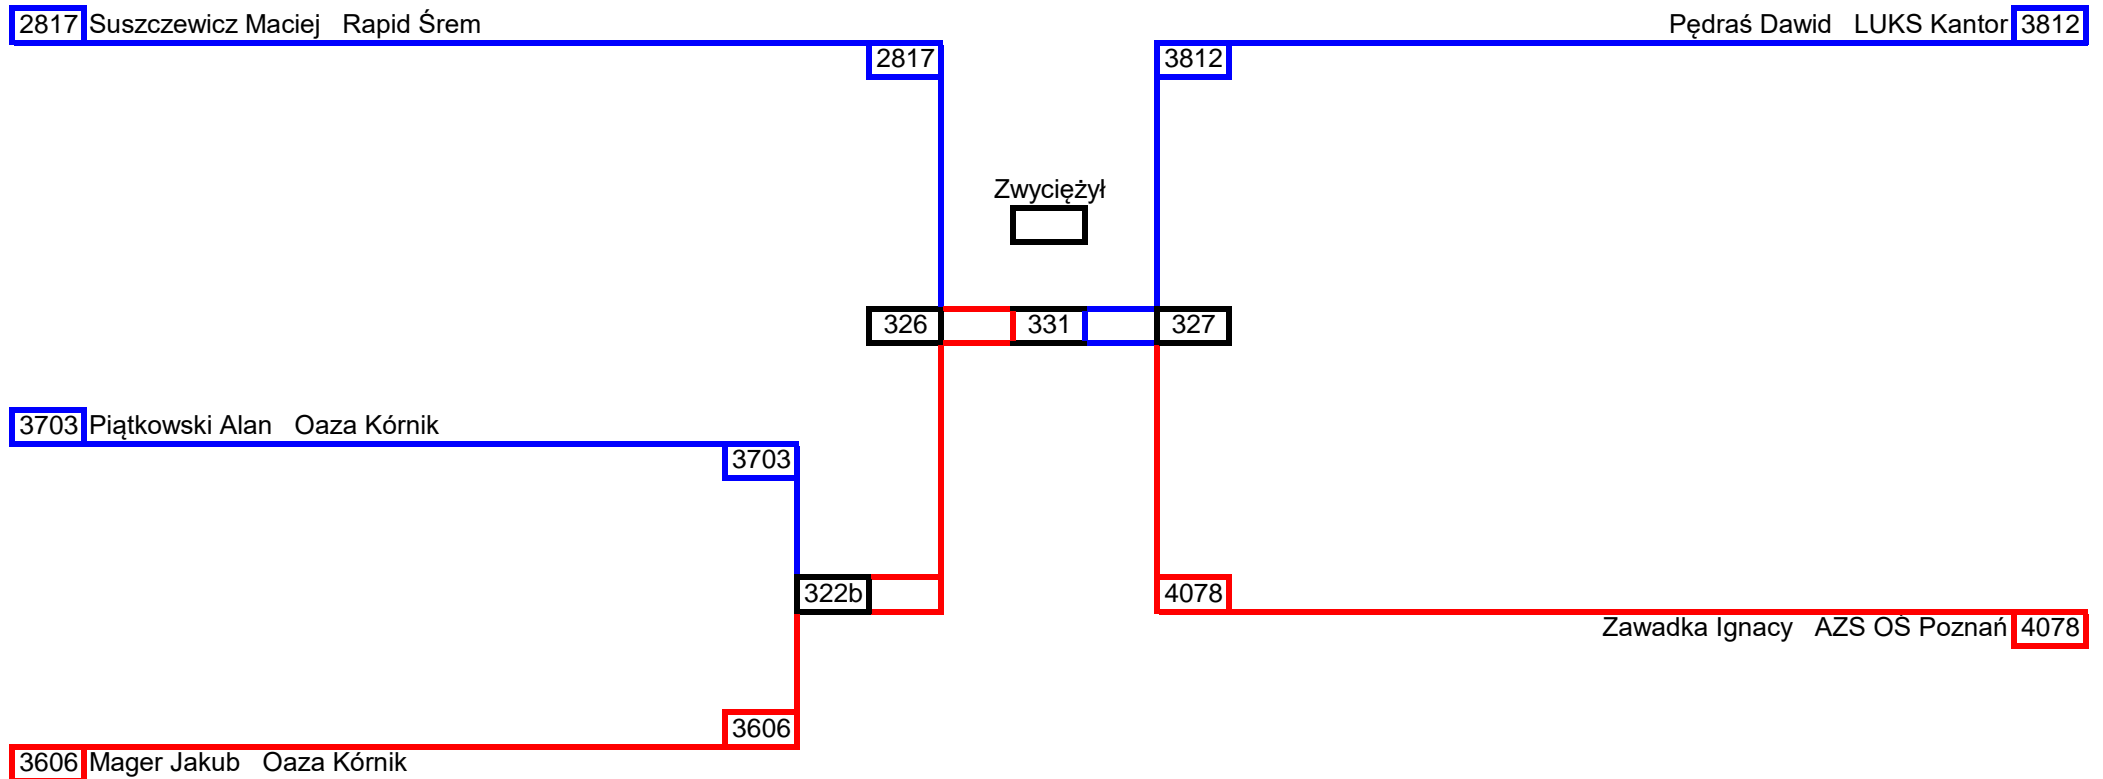 2817 Suszczewicz Maciej Rapid Śrem
Pędraś Dawid LUKS Kantor 3812
2817
3812
Zwyciężył
326 331 327
3703 Piątkowski Alan Oaza Kórnik
3703
322b
4078
Zawadka Ignacy AZS OŚ Poznań 4078
3606
3606 Mager Jakub Oaza Kórnik